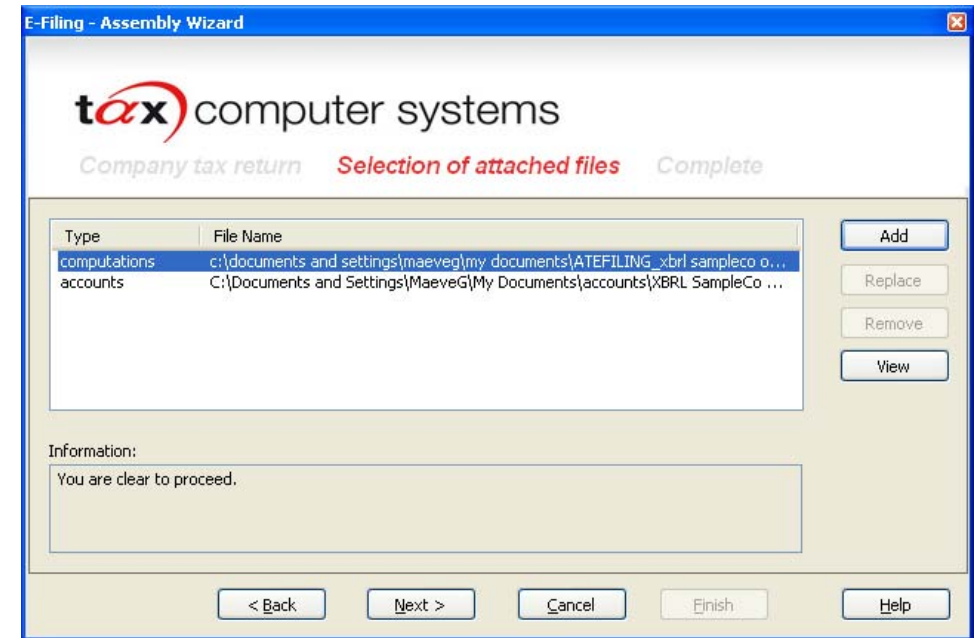 E-Filing - Assembly Wizard
tax) computer systems
Company tax return Selection of attached files Complete
Type File Name
computations c:\documents and settings\maeveg\my documents\ATEFILING_xbrl sampleco o...
accounts C:\Documents and Settings\MaeveG\My Documents\accounts\XBRL SampleCo ...
Add
Replace
Remove
View
Information:
You are clear to proceed.
< Back Next > Cancel Finish Help